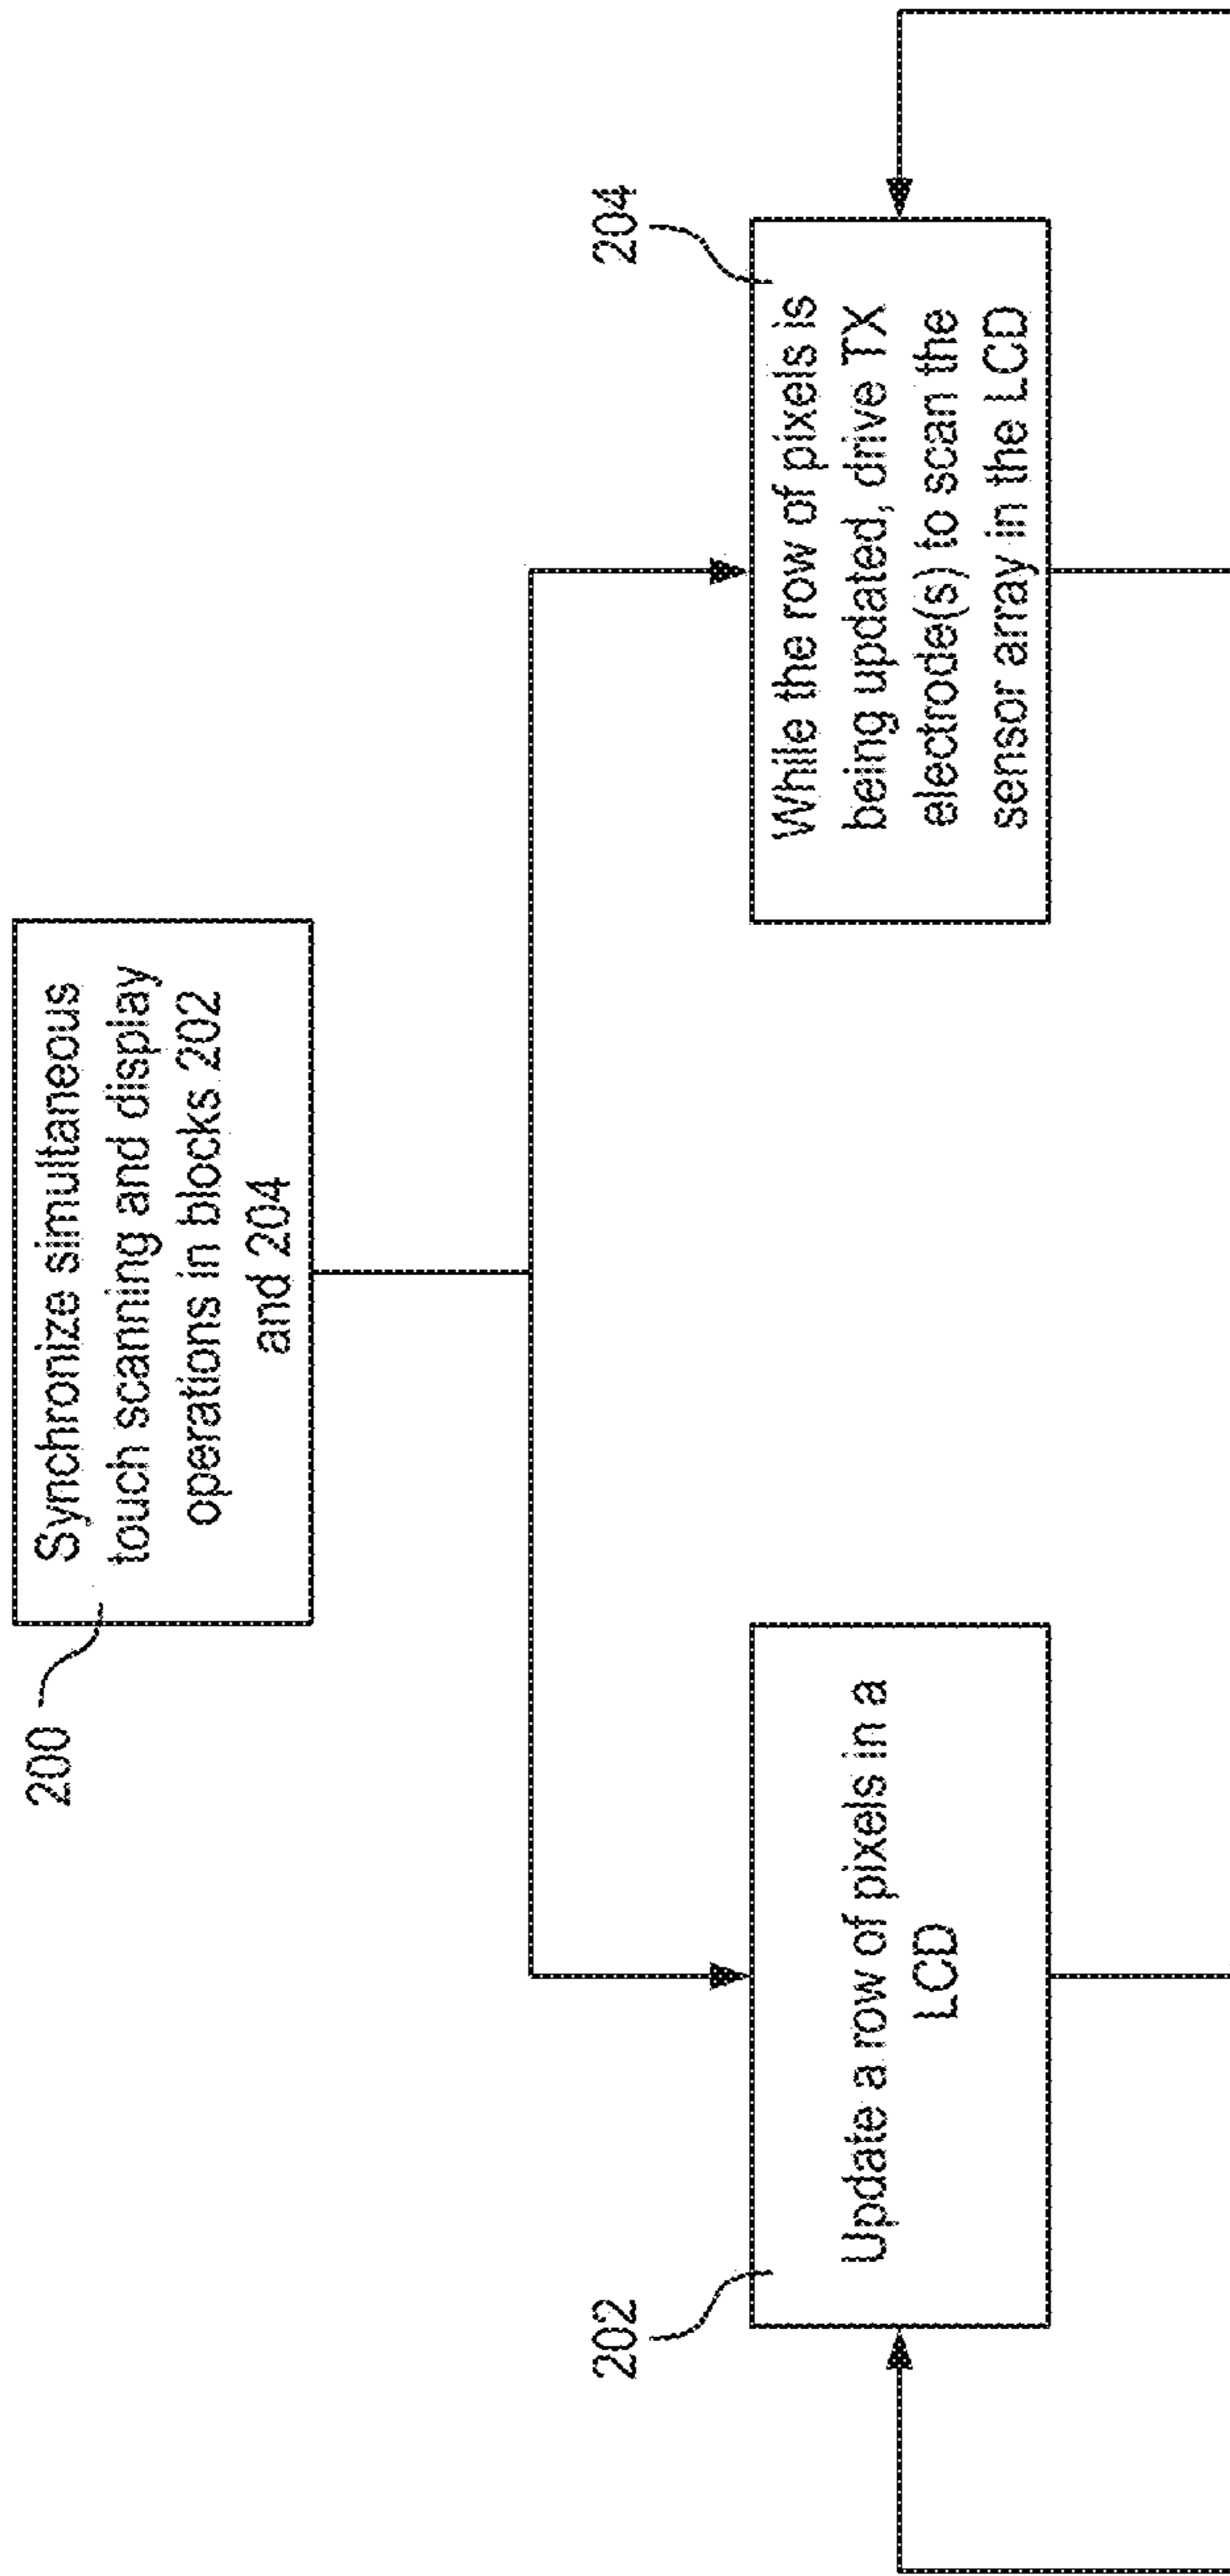 200
Synchronize simultaneous
touch scanning and display
operations in blocks 202
and 204
202
Update a row of pixels in a
LCD
204
While the row of pixels is
being updated, drive TX
electrode(s) to scan the
sensor array in the LCD